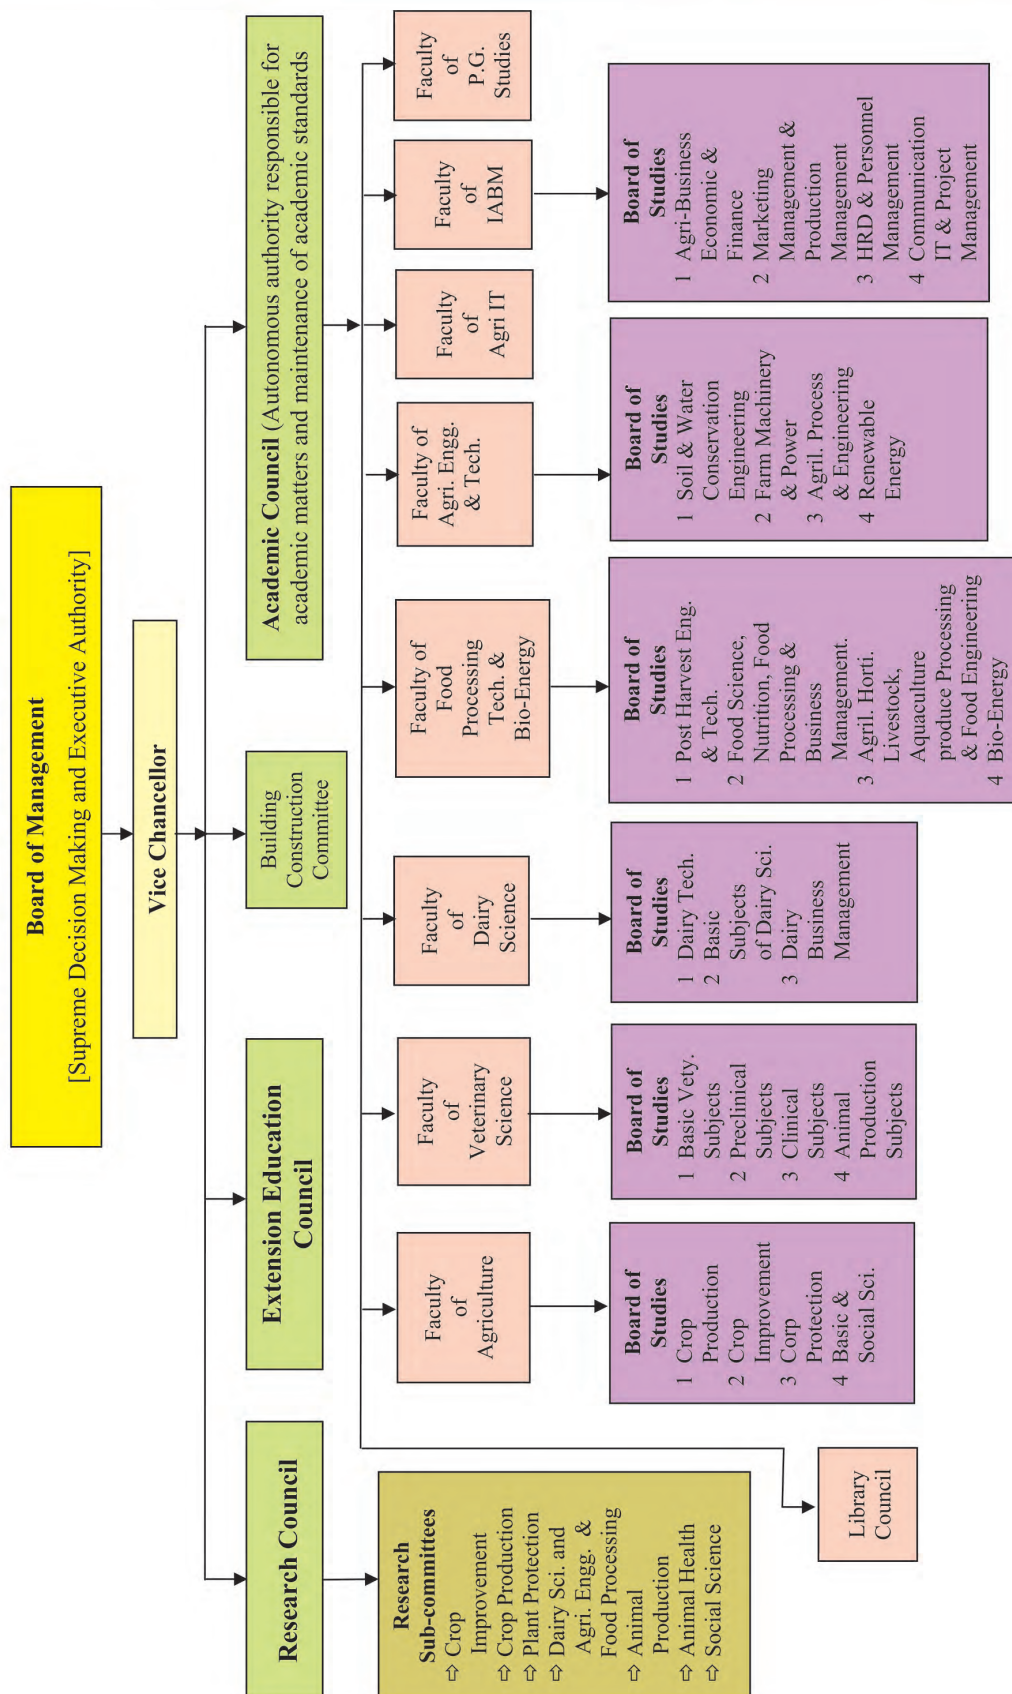 Board of Management
[Supreme Decision Making and Executive Authority]
Vice Chancellor
Research Council
Extension Education
Council
Building
Construction
Committee
Academic Council (Autonomous authority responsible for
academic matters and maintenance of academic standards
Research
Sub-committees
⇨ Crop
Improvement
⇨ Crop Production
⇨ Plant Protection
⇨ Dairy Sci. and
Agri. Engg. &
Food Processing
⇨ Animal
Production
⇨ Animal Health
⇨ Social Science
Faculty
of
Agriculture
Faculty
of
Veterinary
Science
Faculty
of
Dairy
Science
Faculty of
Food
Processing
Tech. &
Bio-Energy
Faculty of
Agri. Engg.
& Tech.
Faculty
of
Agri IT
Faculty
of
IABM
Faculty
of
P.G.
Studies
Board of
Studies
1 Crop
Production
2 Crop
Improvement
3 Corp
Protection
4 Basic &
Social Sci.
Board of
Studies
1 Basic Vety.
Subjects
2 Preclinical
Subjects
3 Clinical
Subjects
4 Animal
Production
Subjects
Board of
Studies
1 Dairy Tech.
2 Basic
Subjects
of Dairy Sci.
3 Dairy
Business
Management
Board of
Studies
1 Post Harvest Eng.
& Tech.
2 Food Science,
Nutrition, Food
Processing &
Business
Management.
3 Agril. Horti.
Livestock,
Aquaculture
produce Processing
& Food Engineering
4 Bio-Energy
Board of
Studies
1 Soil & Water
Conservation
Engineering
2 Farm Machinery
& Power
3 Agril. Process
& Engineering
4 Renewable
Energy
Board of
Studies
1 Agri-Business
Economic &
Finance
2 Marketing
Management &
Production
Management
3 HRD & Personnel
Management
4 Communication
IT & Project
Management
Library
Council